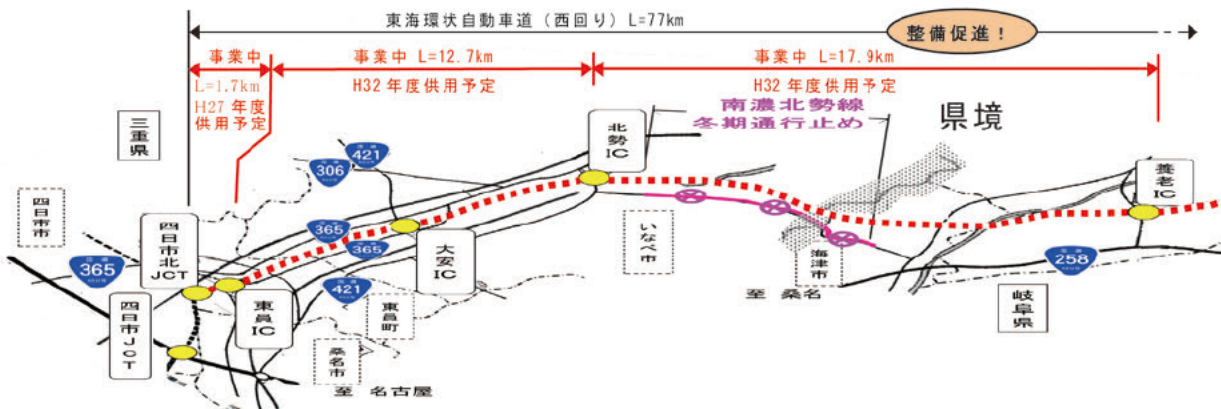 東海環状自動車道（西回り）L=77km
整備促進！
事業中
L=1.7km
H27年度
供用予定
事業中 L=12.7km
H32年度供用予定
事業中 L=17.9km
H32年度供用予定
南濃北勢線
冬期通行止め
県境
三重県
北勢IC
養老IC
421
306
四日市市
四日市北JCT
365
365
大安IC
いなべ市
海津市
258
365
421
東員IC
東員町
至 桑名
岐阜県
四日市JCT
桑名市
至 名古屋